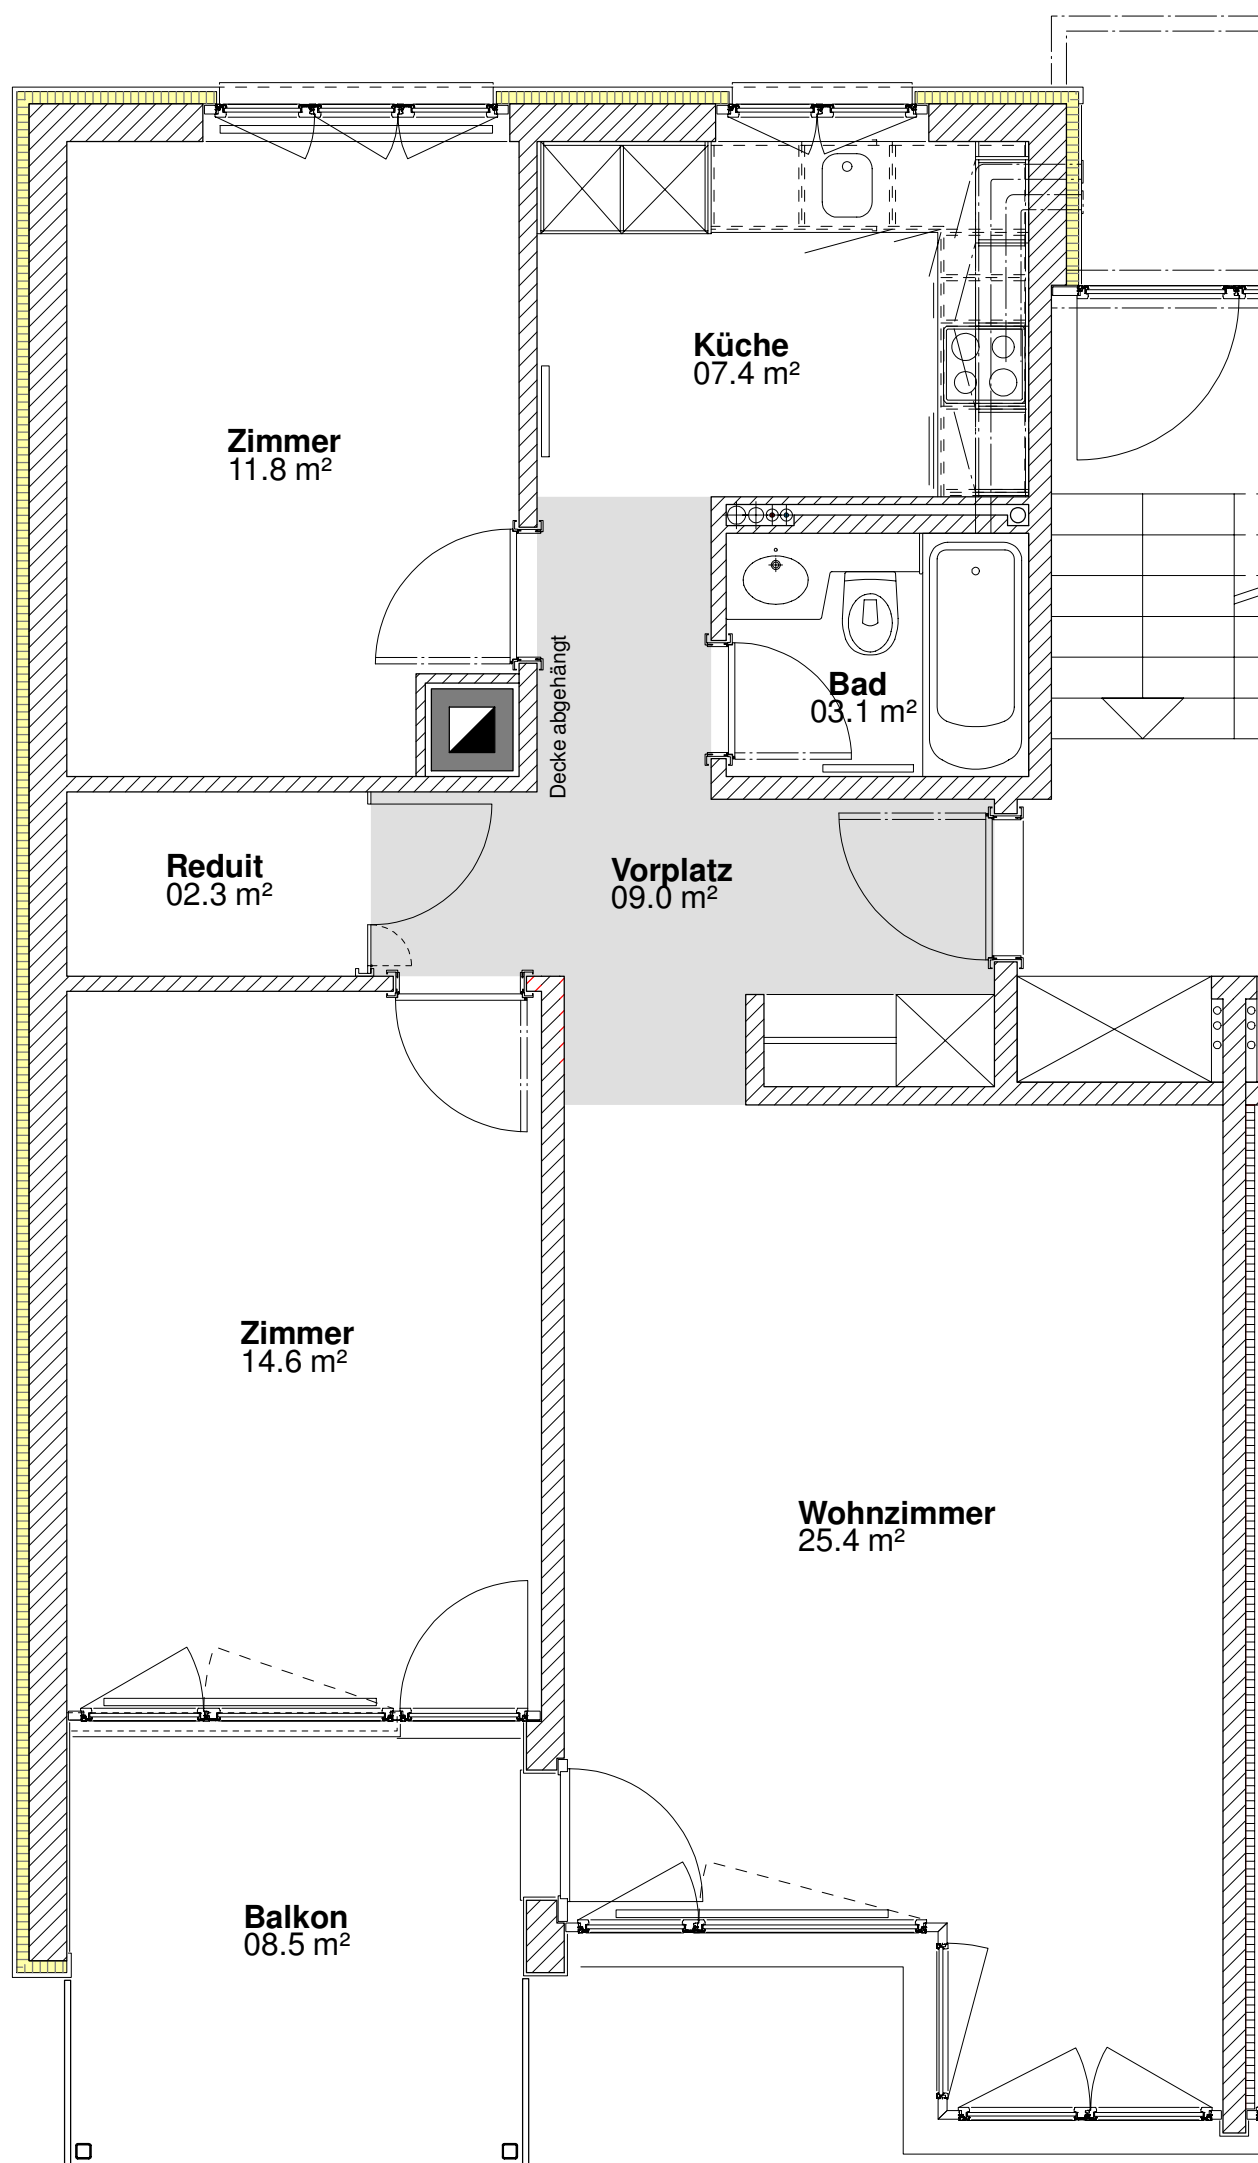 Küche
07.4 m²
Zimmer
11.8 m²
Decke abgehängt
Bad
03.1 m²
Reduit
02.3 m²
Vorplatz
09.0 m²
Zimmer
14.6 m²
Wohnzimmer
25.4 m²
Balkon
08.5 m²